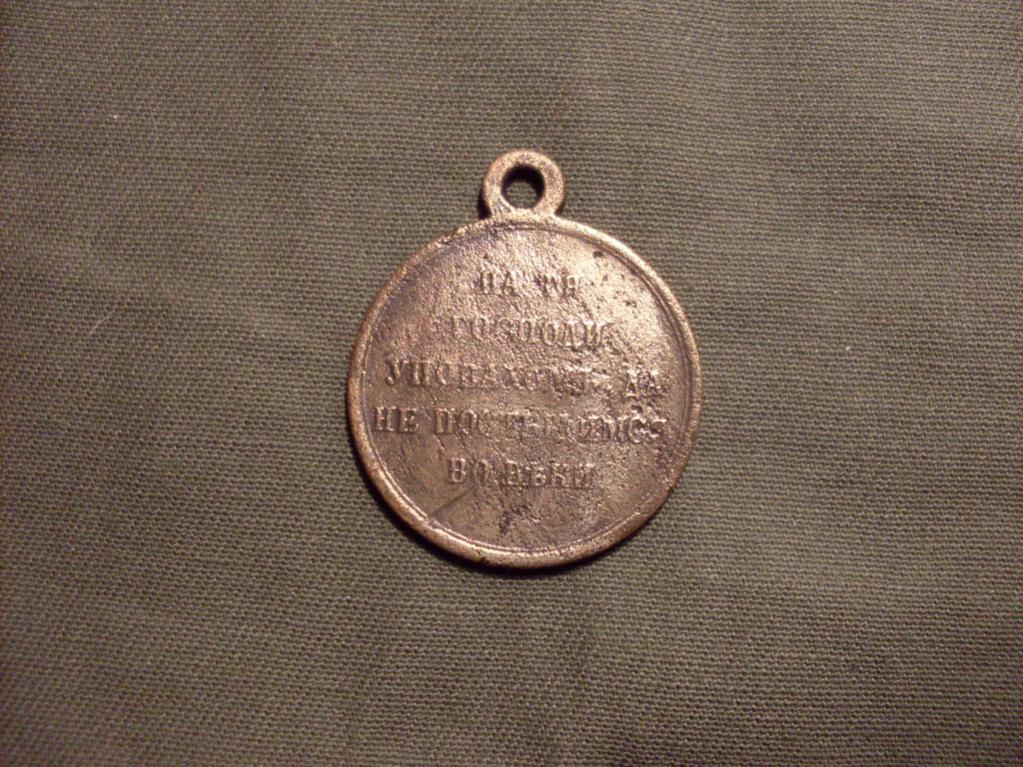 НА ТЯ
ГОСПОДИ
УПОВАХОМЪ, ДА
НЕ ПОСТЫДИМСЯ
ВО ВѢКИ